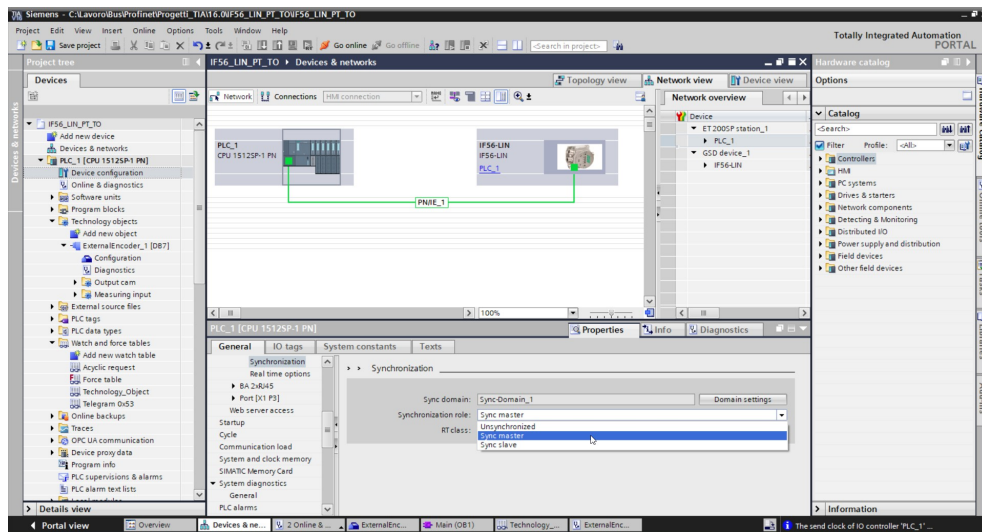 Siemens - C:\Lavoro\Bus\Profinet\Progetti_TIA\16.0\IF56_LIN_PT_TO\IF56_LIN_PT_TO
Project Edit View Insert Online Options Tools Window Help
Totally Integrated Automation
PORTAL
Save project
Go online
Go offline
<Search in project>
Project tree
IF56_LIN_PT_TO ▸ Devices & networks
Hardware catalog
Devices
Topology view
Network view
Device view
Options
Network
Connections
HMI connection
Network overview
Devices & networks
IF56_LIN_PT_TO
Add new device
Devices & networks
PLC_1 [CPU 1512SP-1 PN]
Device configuration
Online & diagnostics
Software units
Program blocks
Technology objects
Add new object
ExternalEncoder_1 [DB7]
Configuration
Diagnostics
Output cam
Measuring input
External source files
PLC tags
PLC data types
Watch and force tables
Add new watch table
Acyclic request
Force table
Technology_Object
Telegram 0x53
Online backups
Traces
OPC UA communication
Device proxy data
Program info
PLC supervisions & alarms
PLC alarm text lists
Details view
PLC_1
CPU 1512SP-1 PN
IF56-LIN
IF56-LIN
PLC_1
PN/IE_1
Device
ET 200SP station_1
PLC_1
GSD device_1
IF56-LIN
100%
Catalog
<Search>
Filter
Profile:
<All>
Controllers
HMI
PC systems
Drives & starters
Network components
Detecting & Monitoring
Distributed I/O
Power supply and distribution
Field devices
Other field devices
Information
Hardware catalog
PLC_1 [CPU 1512SP-1 PN]
Properties
Info
Diagnostics
General
IO tags
System constants
Texts
Synchronization
Real time options
BA 2xRJ45
Port [X1 P3]
Web server access
Startup
Cycle
Communication load
System and clock memory
SIMATIC Memory Card
System diagnostics
General
PLC alarms
Synchronization
Sync domain:
Sync-Domain_1
Domain settings
Synchronization role:
Sync master
RT class:
Unsynchronized
Sync master
Sync slave
Portal view
Overview
Devices & ne...
2 Online & ...
ExternalEnc...
Main (OB1)
Technology_...
ExternalEnc...
The send clock of IO controller 'PLC_1' ...